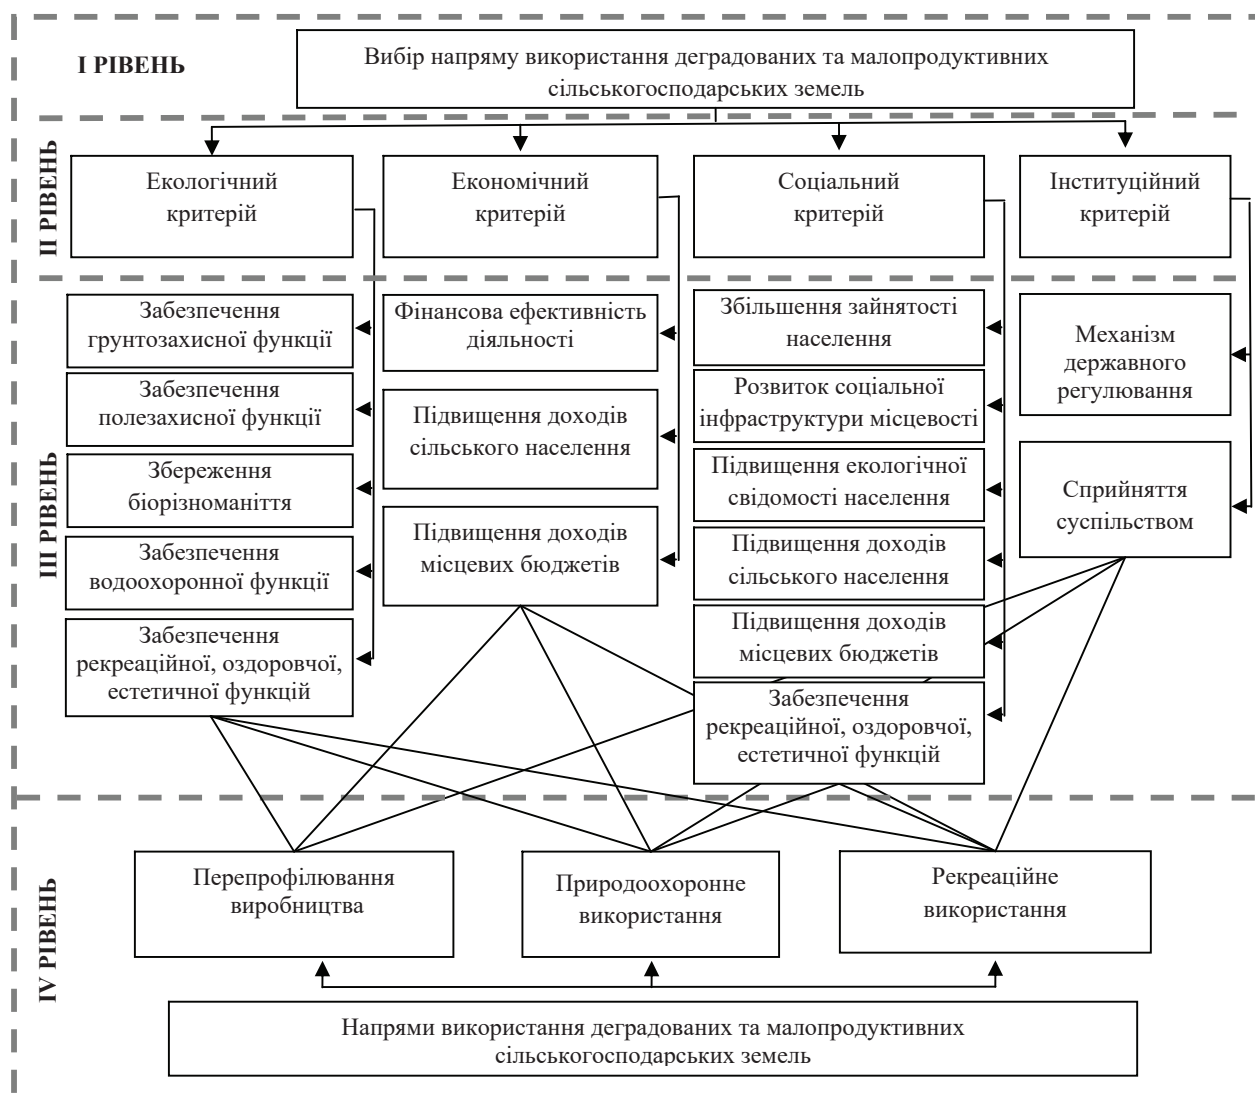 І РІВЕНЬ
Вибір напряму використання деградованих та малопродуктивних
сільськогосподарських земель
ІІ РІВЕНЬ
Екологічний
критерій
Економічний
критерій
Соціальний
критерій
Інституційний
критерій
ІІІ РІВЕНЬ
Забезпечення
грунтозахисної функції
Забезпечення
полезахисної функції
Збереження
біорізноманіття
Забезпечення
водоохоронної функції
Забезпечення
рекреаційної, оздоровчої,
естетичної функцій
Фінансова ефективність
діяльності
Підвищення доходів
сільського населення
Підвищення доходів
місцевих бюджетів
Збільшення зайнятості
населення
Розвиток соціальної
інфраструктури місцевості
Підвищення екологічної
свідомості населення
Підвищення доходів
сільського населення
Підвищення доходів
місцевих бюджетів
Забезпечення
рекреаційної, оздоровчої,
естетичної функцій
Механізм
державного
регулювання
Сприйняття
суспільством
IV РІВЕНЬ
Перепрофілювання
виробництва
Природоохоронне
використання
Рекреаційне
використання
Напрями використання деградованих та малопродуктивних
сільськогосподарських земель